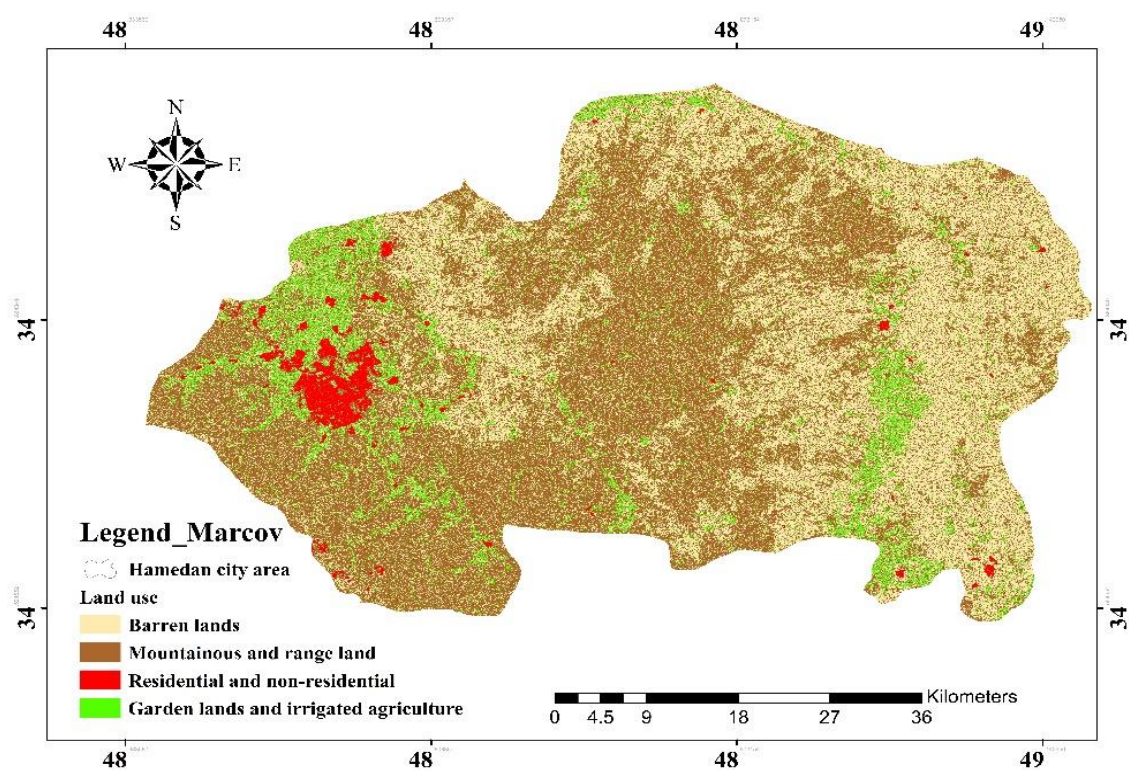 48 48 48 49
N
W E
S
34 34
Legend_Marcov
Hamedan city area
Land use
Barren lands
Mountainous and range land
Residential and non-residential
Garden lands and irrigated agriculture
34 34
Kilometers
0 4.5 9 18 27 36
48 48 48 49